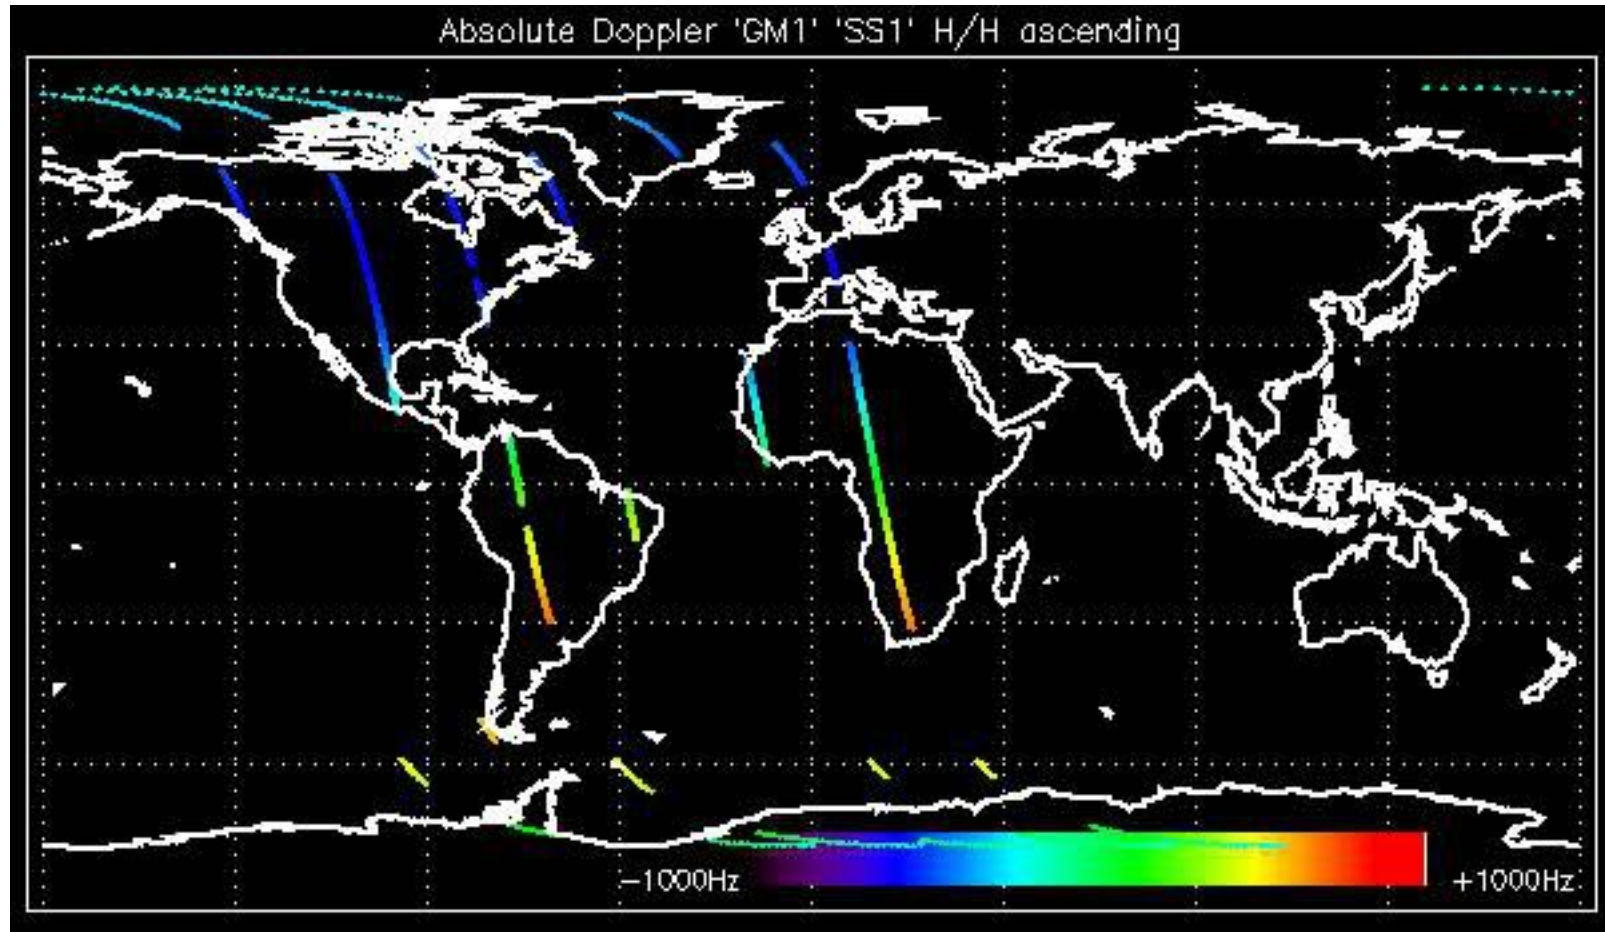 Absolute Doppler 'GM1' 'SS1' H/H ascending
−1000Hz +1000Hz